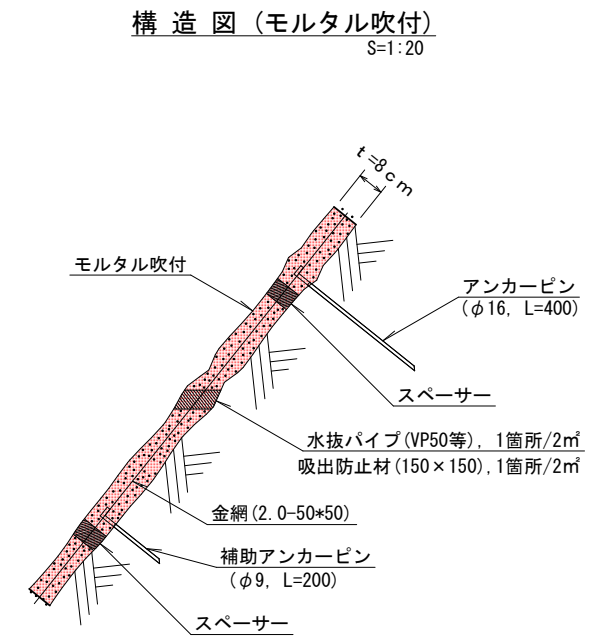 構 造 図 (モルタル吹付)
S=1:20
t=8cm
モルタル吹付
アンカーピン
(φ16, L=400)
スペーサー
水抜パイプ(VP50等), 1箇所/2㎡
吸出防止材(150×150), 1箇所/2㎡
金網(2.0-50*50)
補助アンカーピン
(φ9, L=200)
スペーサー